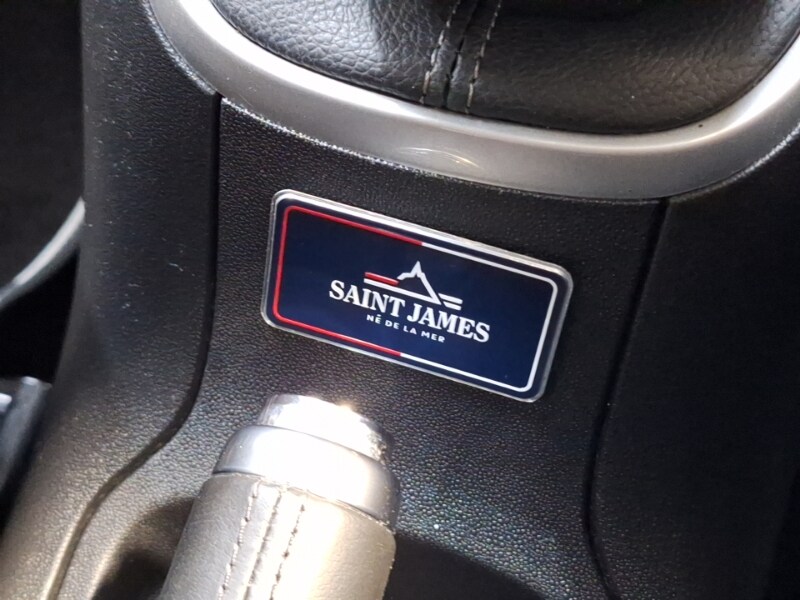 SAINT JAMES
NÉ DE LA MER